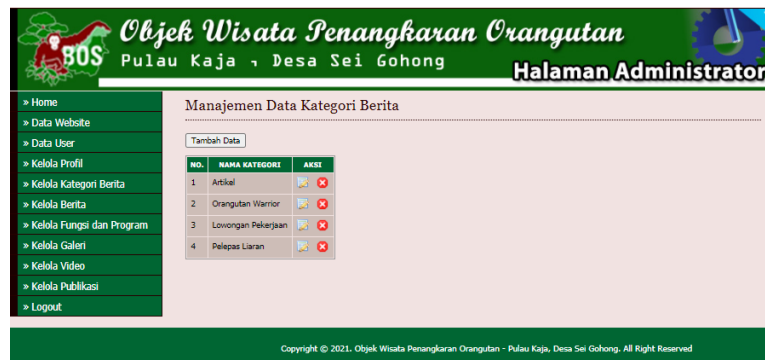 Objek Wisata Penangkaran Orangutan
BOS
Pulau Kaja , Desa Sei Gohong
Halaman Administrator
» Home
» Data Website
» Data User
» Kelola Profil
» Kelola Kategori Berita
» Kelola Berita
» Kelola Fungsi dan Program
» Kelola Galeri
» Kelola Video
» Kelola Publikasi
» Logout
Manajemen Data Kategori Berita
Tambah Data
NO. NAMA KATEGORI AKSI
1 Artikel
2 Orangutan Warrior
3 Lowongan Pekerjaan
4 Pelepas Liaran
Copyright © 2021. Objek Wisata Penangkaran Orangutan - Pulau Kaja, Desa Sei Gohong. All Right Reserved